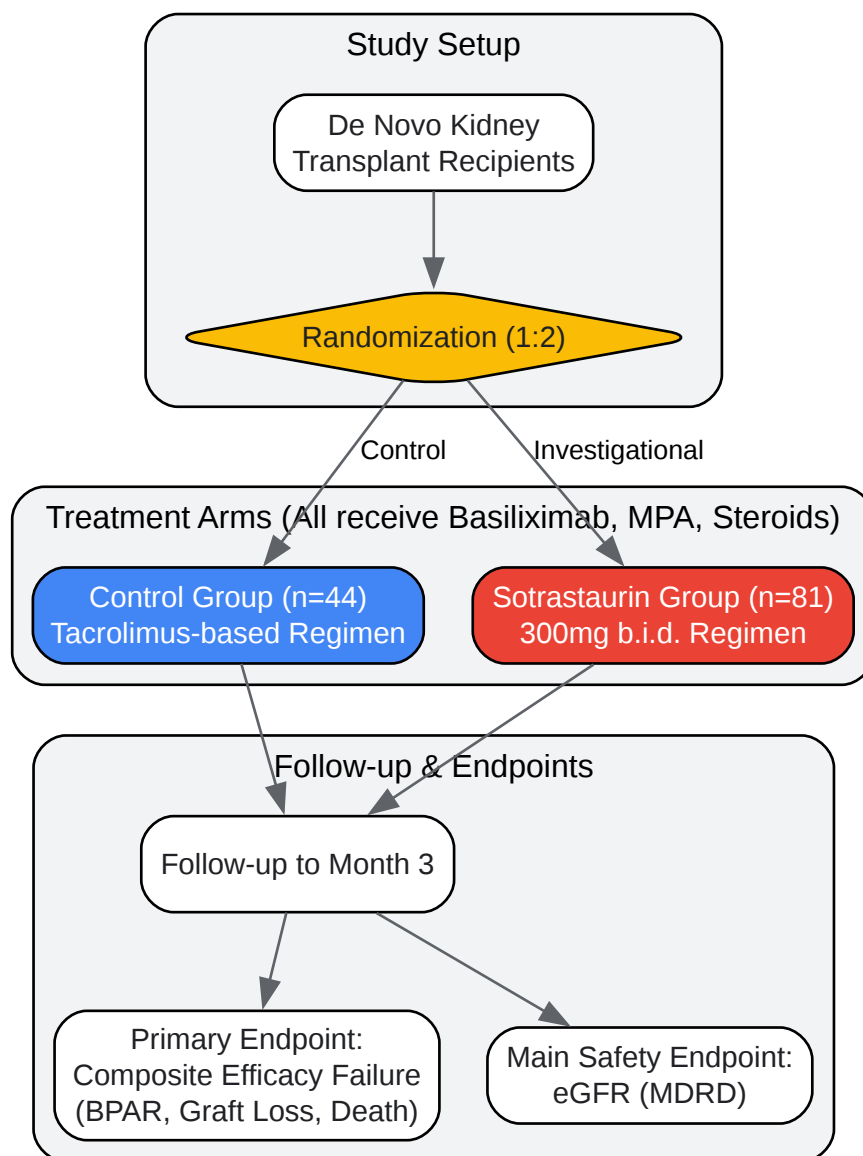 Study Setup
De Novo Kidney
Transplant Recipients
Randomization (1:2)
Control
Investigational
Treatment Arms (All receive Basiliximab, MPA, Steroids)
Control Group (n=44)
Tacrolimus-based Regimen
Sotrastaurin Group (n=81)
300mg b.i.d. Regimen
Follow-up & Endpoints
Follow-up to Month 3
Primary Endpoint:
Composite Efficacy Failure
(BPAR, Graft Loss, Death)
Main Safety Endpoint:
eGFR (MDRD)